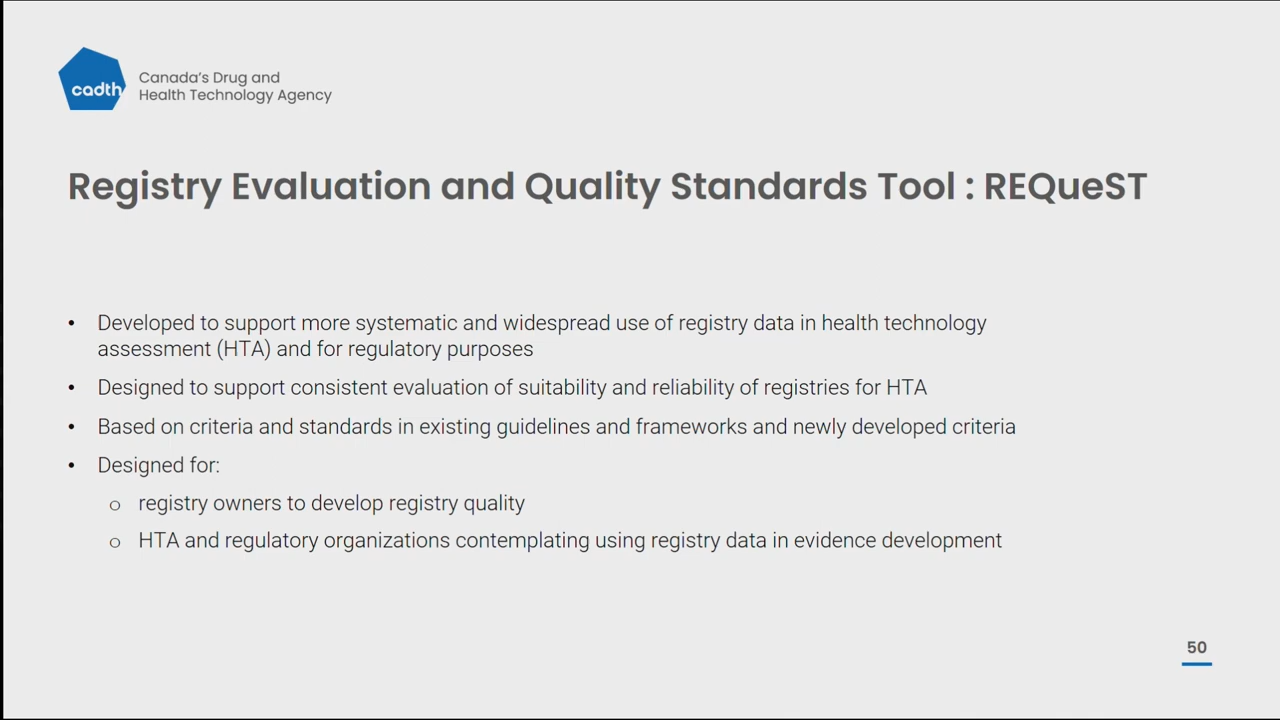 cadth
Canada's Drug and
Health Technology Agency
Registry Evaluation and Quality Standards Tool : REQueST
• Developed to support more systematic and widespread use of registry data in health technology
assessment (HTA) and for regulatory purposes
• Designed to support consistent evaluation of suitability and reliability of registries for HTA
• Based on criteria and standards in existing guidelines and frameworks and newly developed criteria
• Designed for:
o registry owners to develop registry quality
o HTA and regulatory organizations contemplating using registry data in evidence development
50